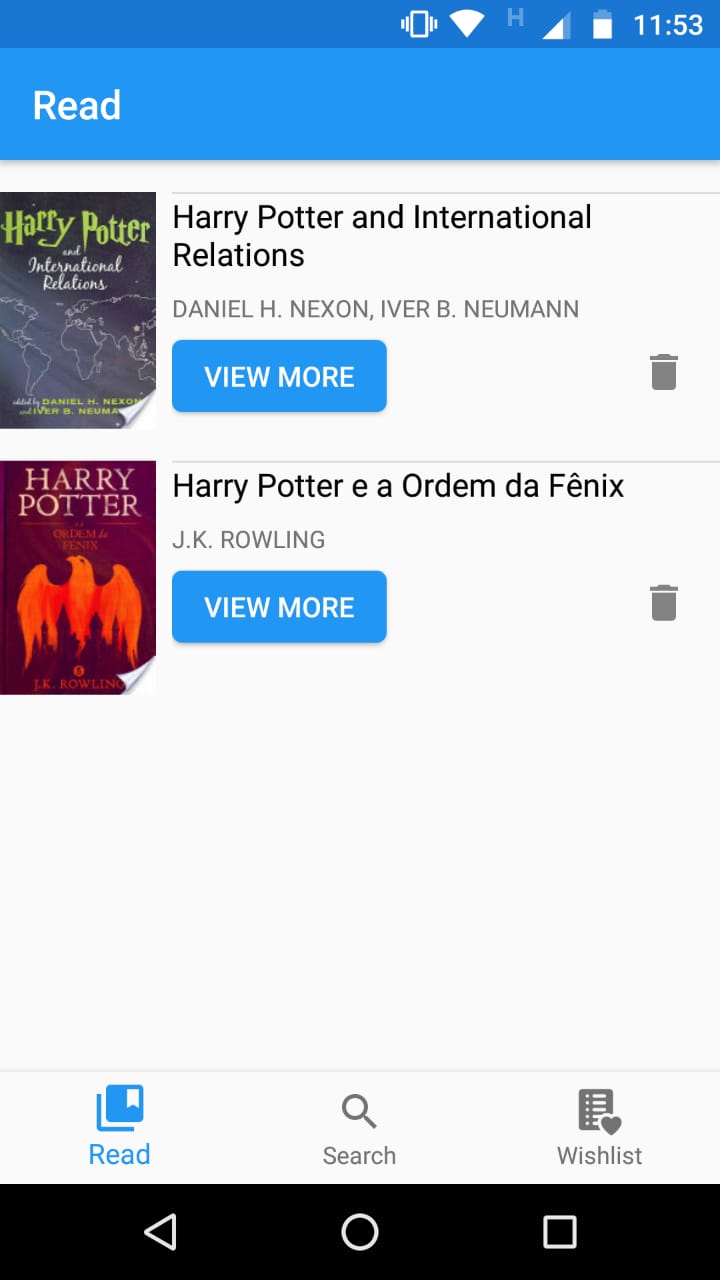 H 11:53
Read
Harry Potter
and
International
Relations
edited by DANIEL H. NEXON
and IVER B. NEUMA
Harry Potter and International
Relations
DANIEL H. NEXON, IVER B. NEUMANN
VIEW MORE
HARRY
POTTER
E A
ORDEM da
FÊNIX
J.K. ROWLING
Harry Potter e a Ordem da Fênix
J.K. ROWLING
VIEW MORE
Read
Search
Wishlist